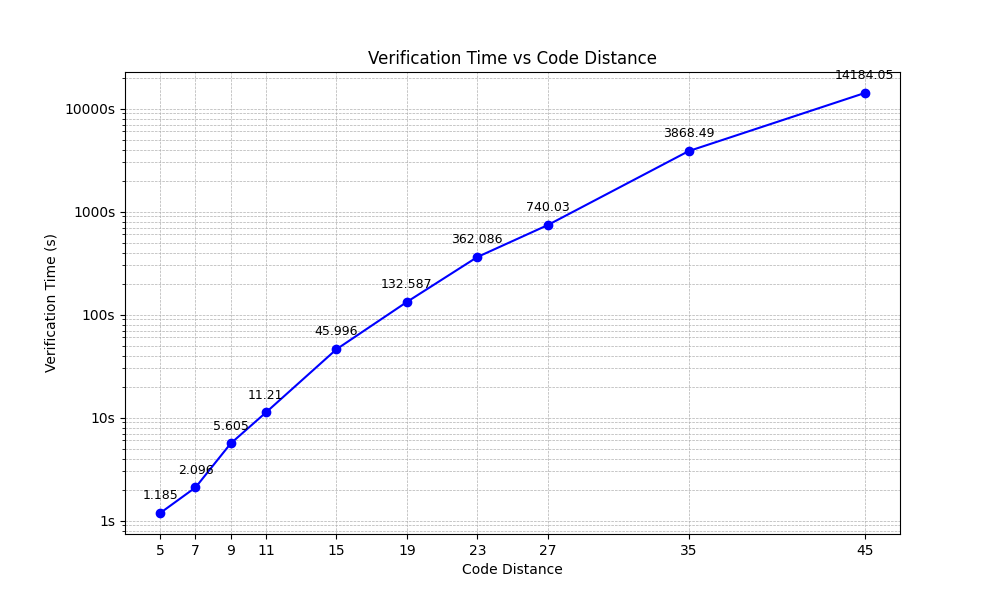 Verification Time vs Code Distance
14184.05
10000s
3868.49
1000s
740.03
362.086
132.587
100s
45.996
11.21
10s
5.605
2.096
1.185
1s
Verification Time (s)
5 7 9 11 15 19 23 27 35 45
Code Distance